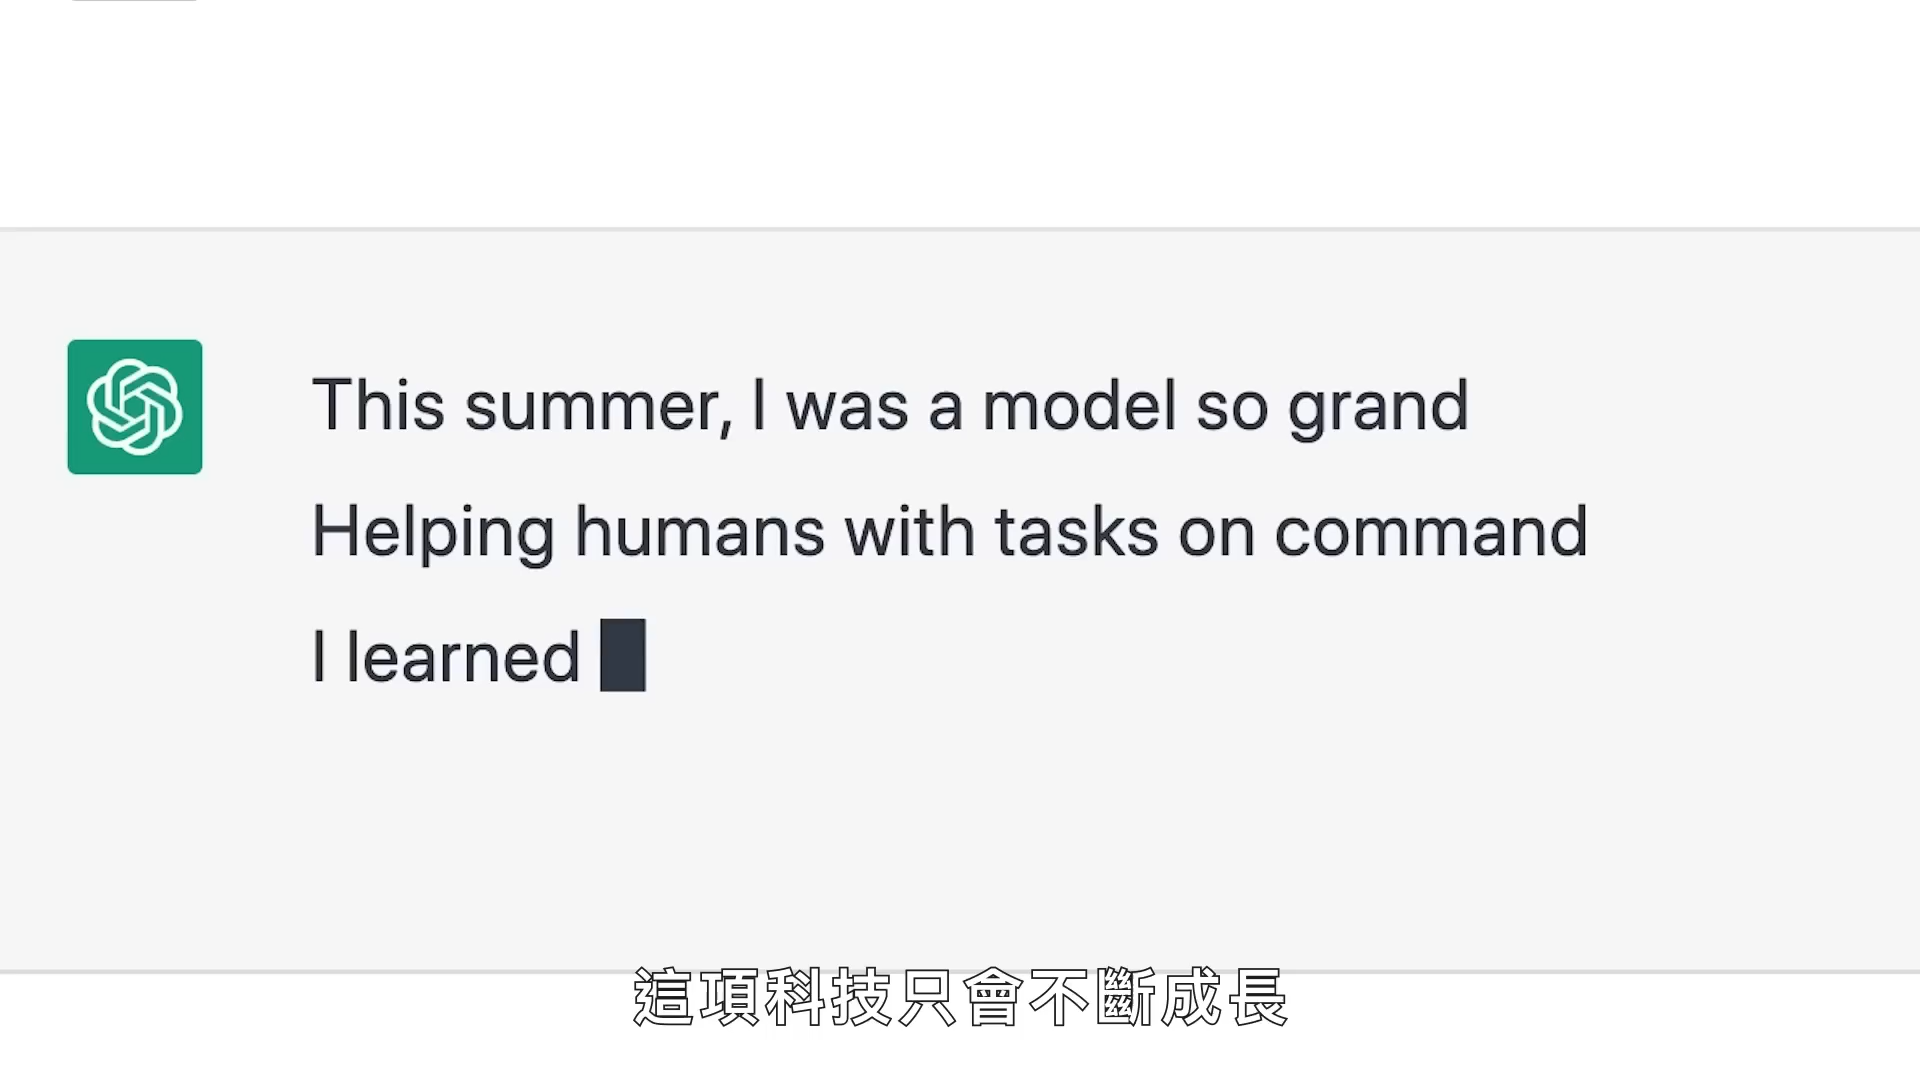 This summer, I was a model so grand
Helping humans with tasks on command
I learned
這項科技只會不斷成長